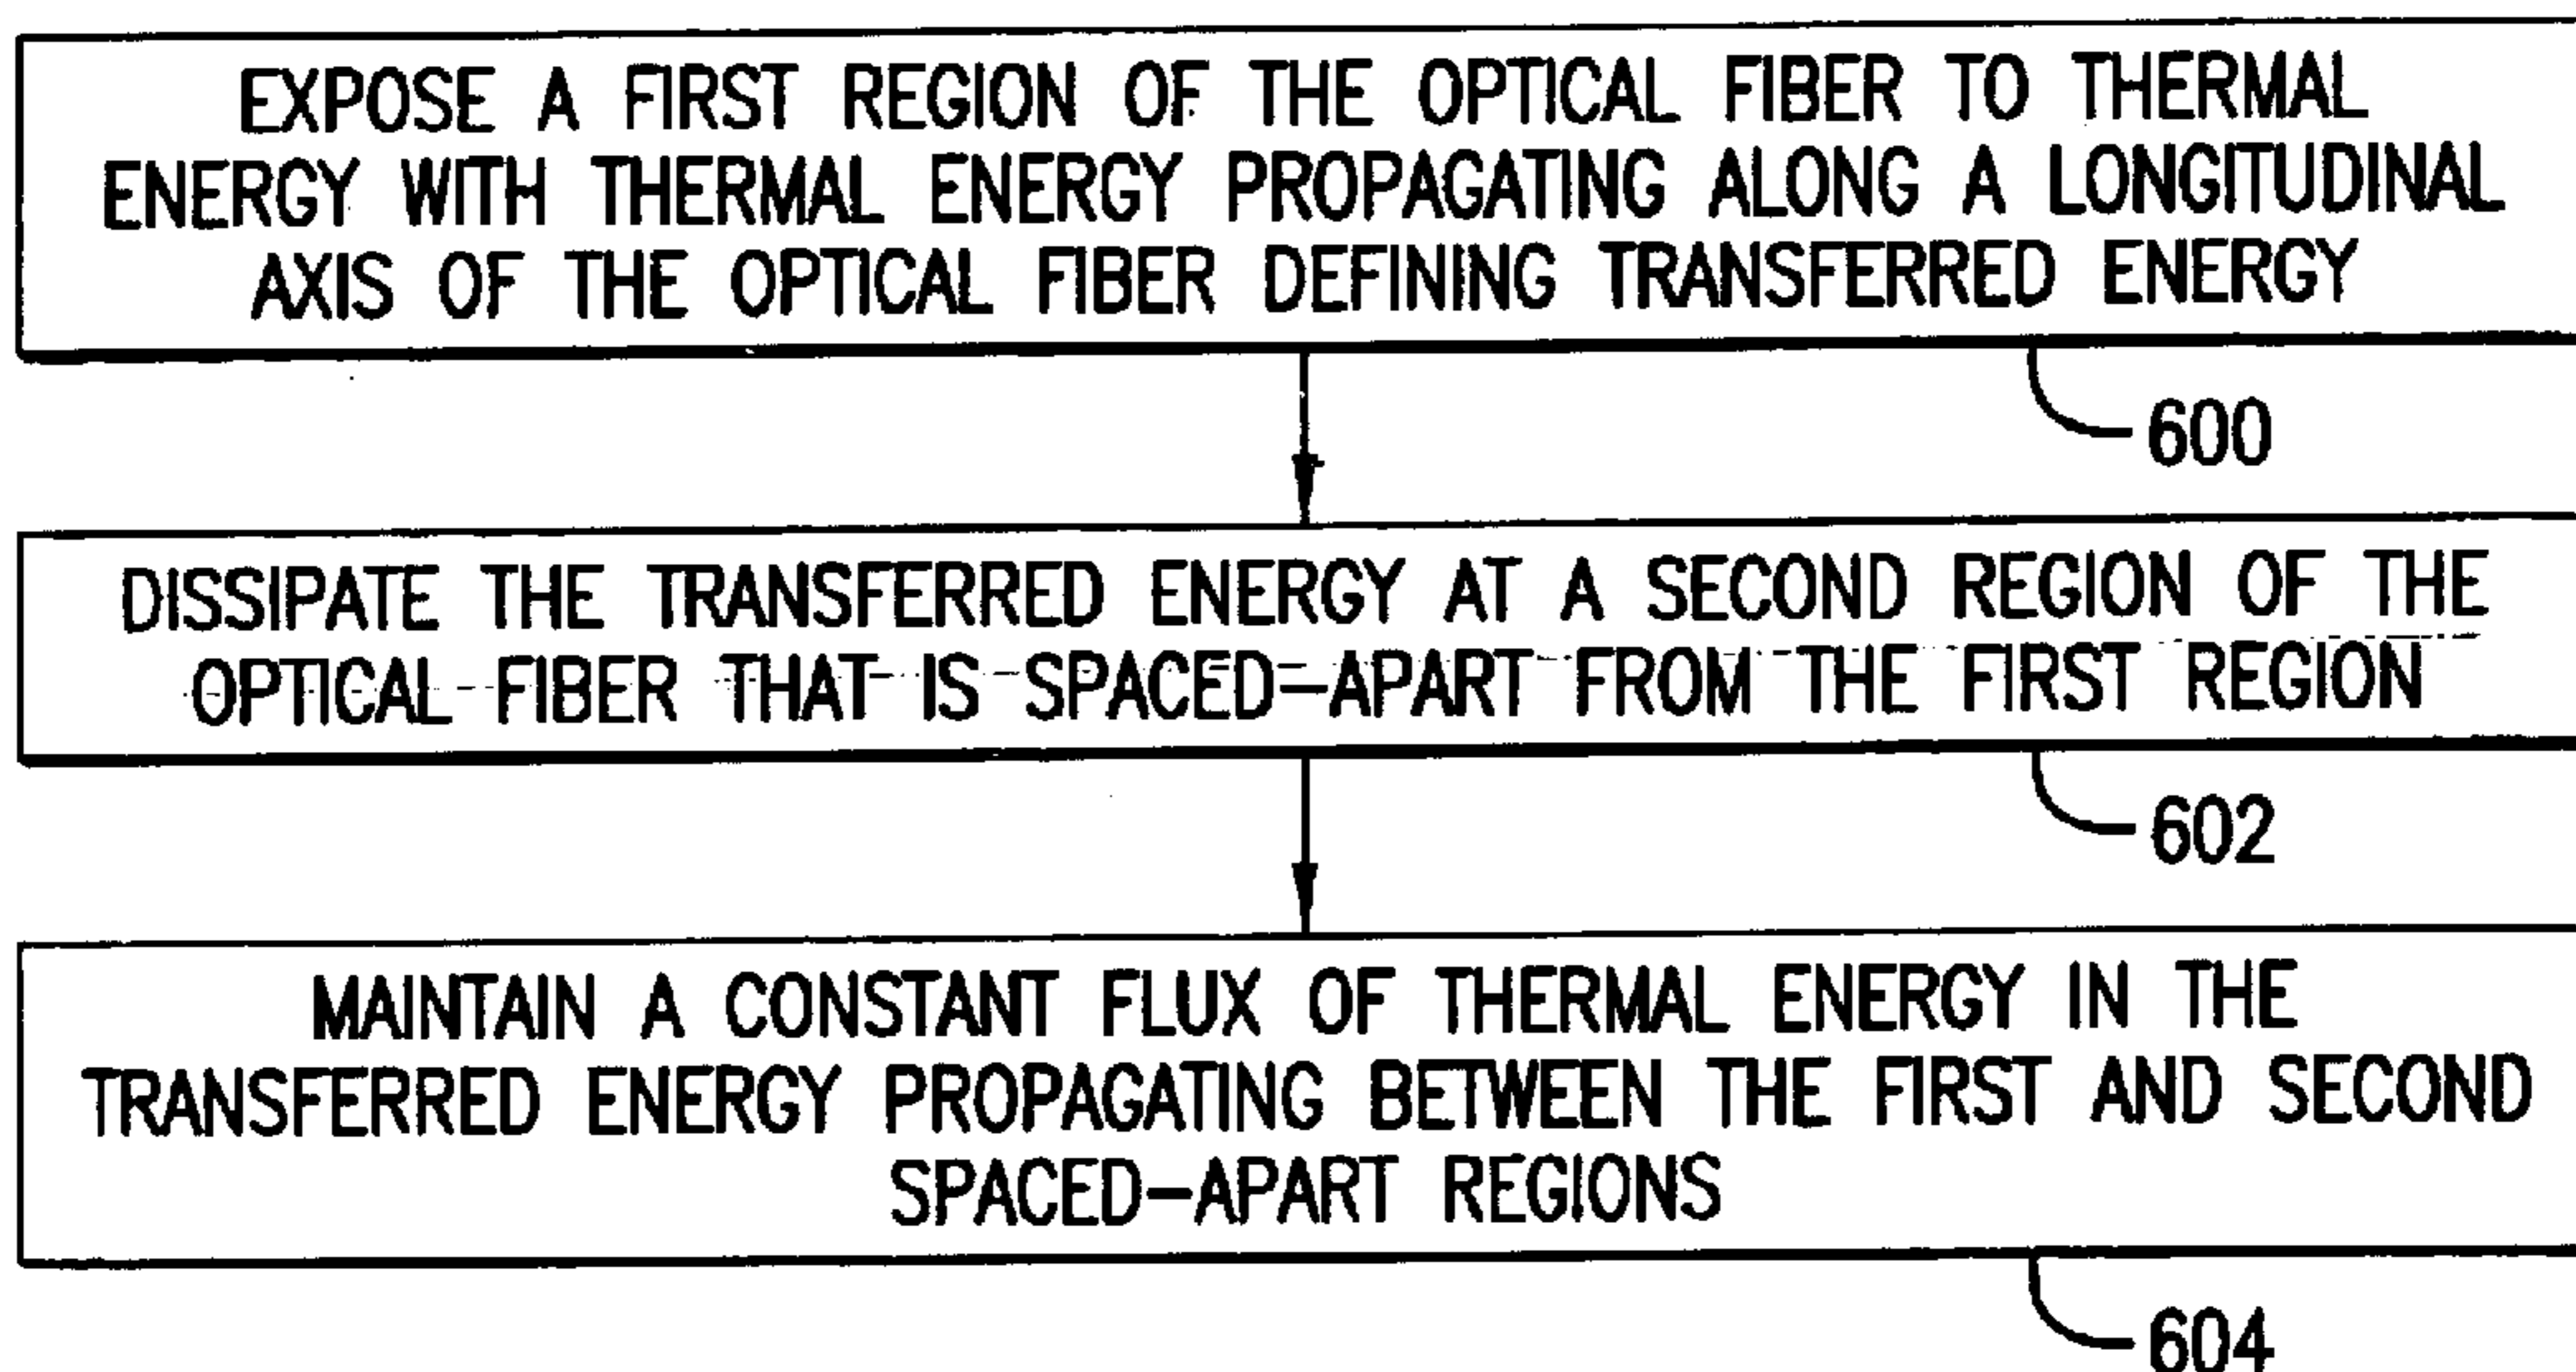 EXPOSE A FIRST REGION OF THE OPTICAL FIBER TO THERMAL
ENERGY WITH THERMAL ENERGY PROPAGATING ALONG A LONGITUDINAL
AXIS OF THE OPTICAL FIBER DEFINING TRANSFERRED ENERGY
600
DISSIPATE THE TRANSFERRED ENERGY AT A SECOND REGION OF THE
OPTICAL FIBER THAT IS SPACED-APART FROM THE FIRST REGION
602
MAINTAIN A CONSTANT FLUX OF THERMAL ENERGY IN THE
TRANSFERRED ENERGY PROPAGATING BETWEEN THE FIRST AND SECOND
SPACED-APART REGIONS
604